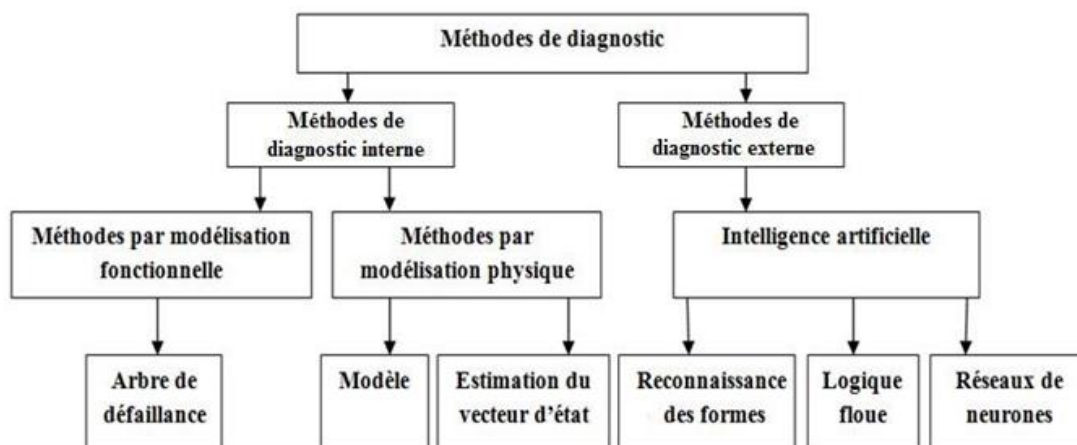 Méthodes de diagnostic
Méthodes de
diagnostic interne
Méthodes de
diagnostic externe
Méthodes par modélisation
fonctionnelle
Méthodes par
modélisation physique
Intelligence artificielle
Arbre de
défaillance
Modèle
Estimation du
vecteur d'état
Reconnaissance
des formes
Logique
floue
Réseaux de
neurones